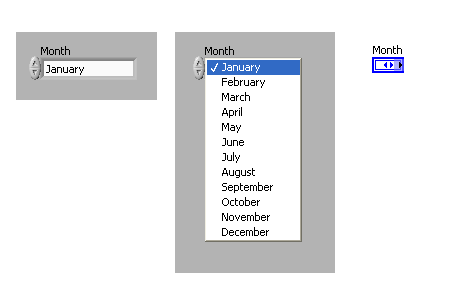 Month
January
Month
January
February
March
April
May
June
July
August
September
October
November
December
Month